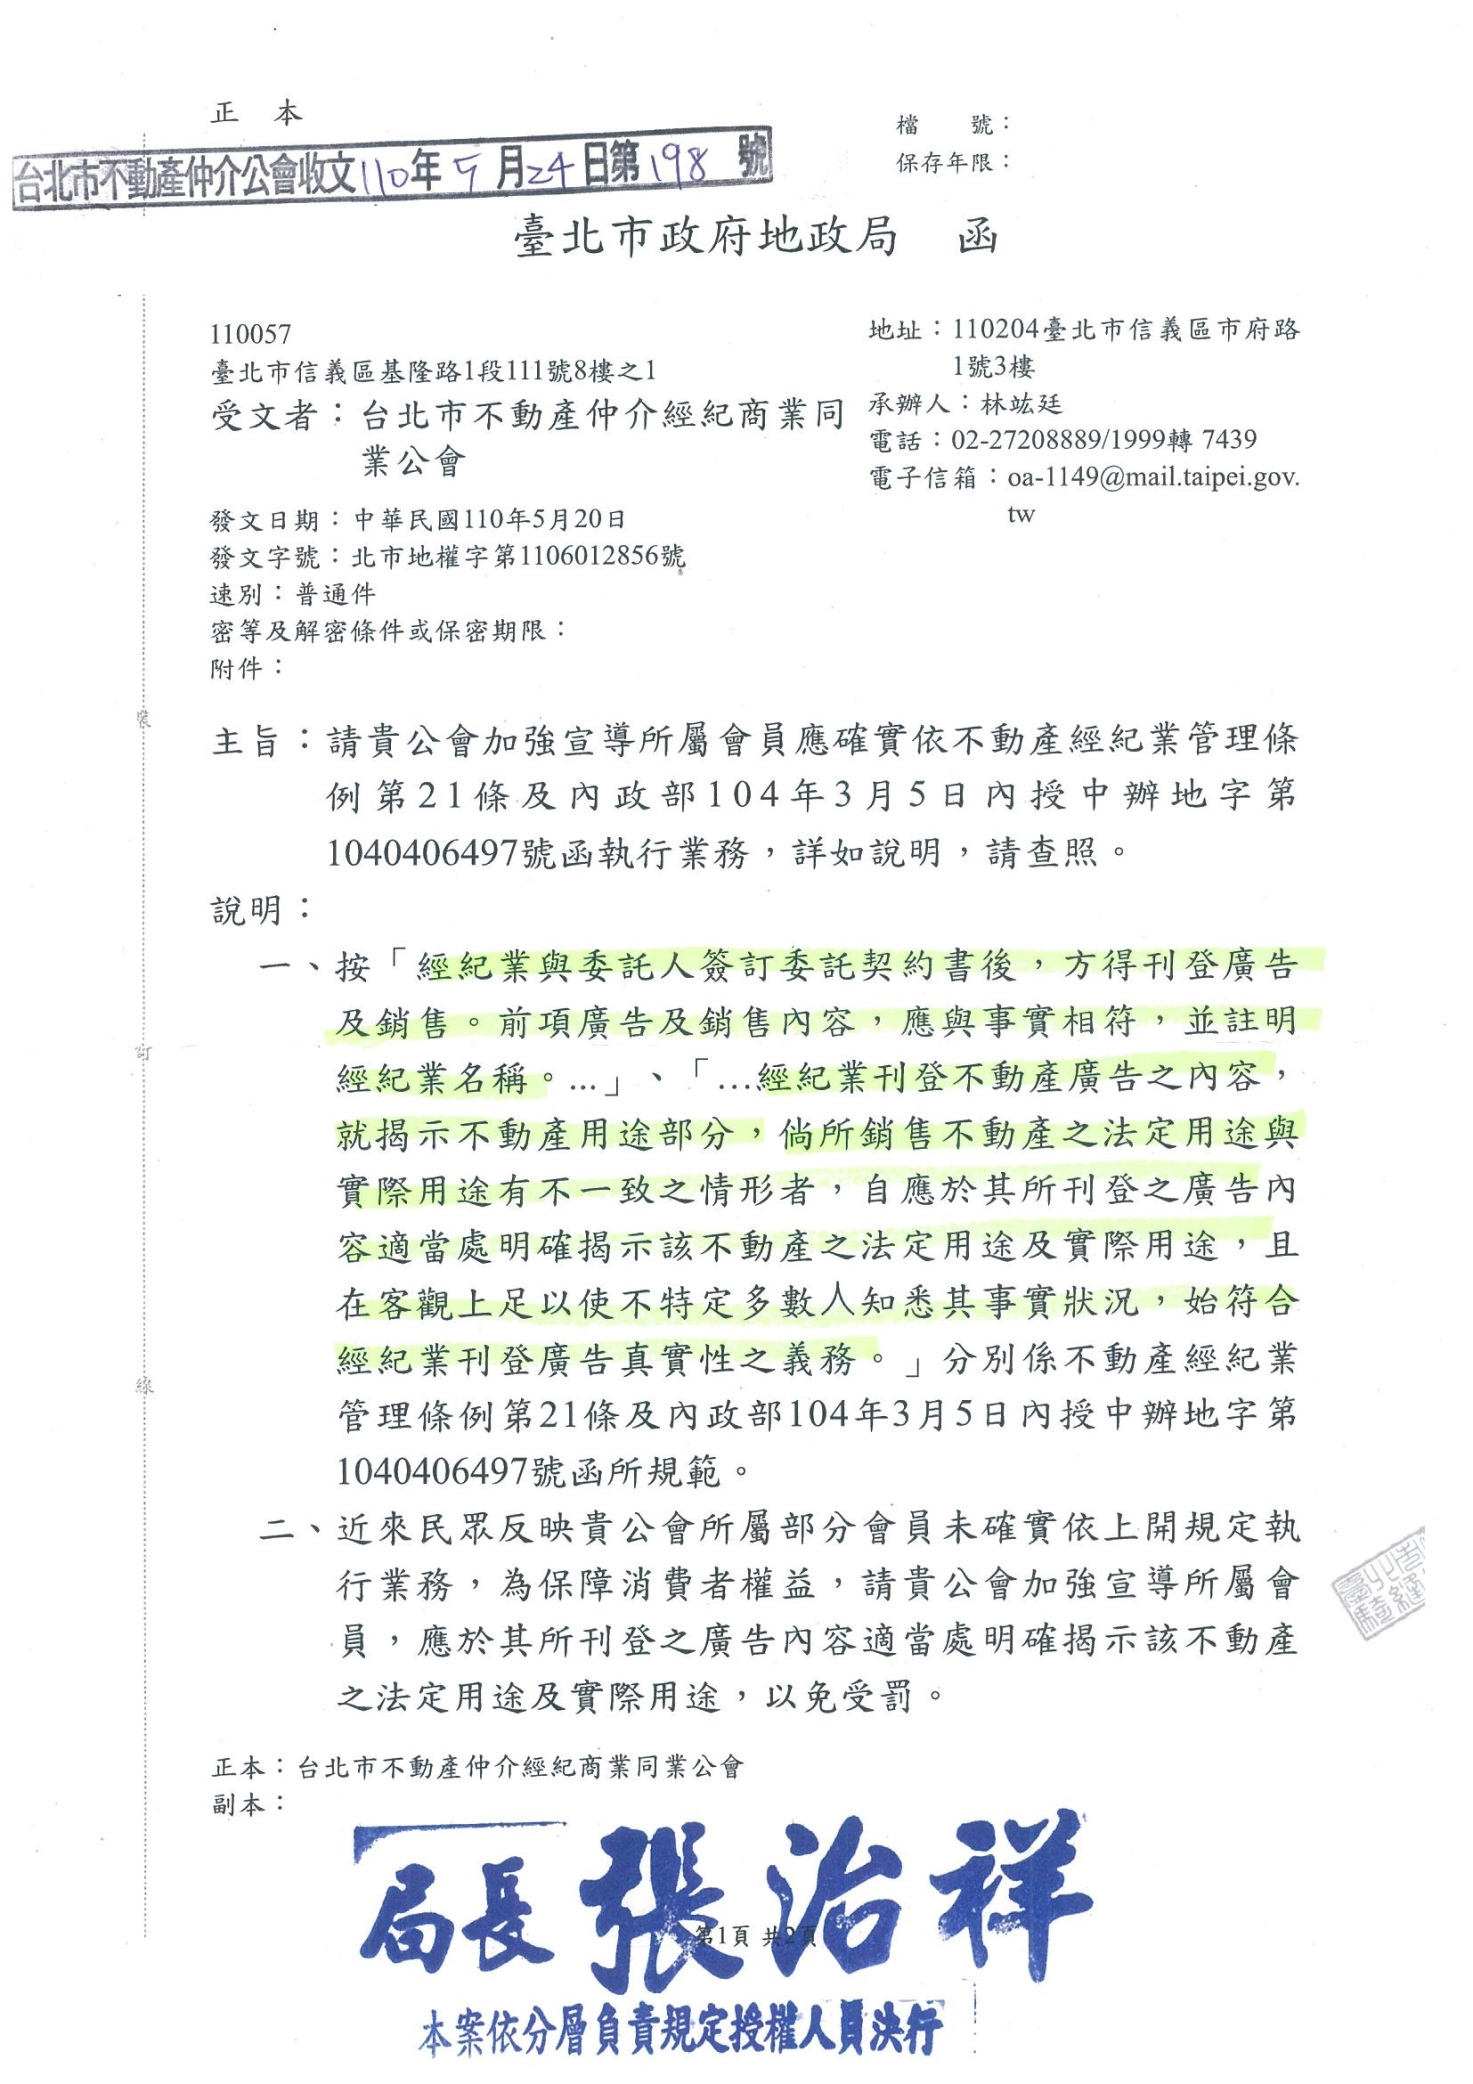 正本
檔　　號：
保存年限：
台北市不動產仲介公會收文110年5月24日第198號
臺北市政府地政局　函
110057
臺北市信義區基隆路1段111號8樓之1
受文者：台北市不動產仲介經紀商業同
業公會
地址：110204臺北市信義區市府路
1號3樓
承辦人：林竑廷
電話：02-27208889/1999轉 7439
電子信箱：oa-1149@mail.taipei.gov.
tw
發文日期：中華民國110年5月20日
發文字號：北市地權字第1106012856號
速別：普通件
密等及解密條件或保密期限：
附件：
主旨：請貴公會加強宣導所屬會員應確實依不動產經紀業管理條
例第21條及內政部104年3月5日內授中辦地字第
1040406497號函執行業務，詳如說明，請查照。
說明：
一、按「經紀業與委託人簽訂委託契約書後，方得刊登廣告
及銷售。前項廣告及銷售內容，應與事實相符，並註明
經紀業名稱。...」、「...經紀業刊登不動產廣告之內容，
就揭示不動產用途部分，倘所銷售不動產之法定用途與
實際用途有不一致之情形者，自應於其所刊登之廣告內
容適當處明確揭示該不動產之法定用途及實際用途，且
在客觀上足以使不特定多數人知悉其事實狀況，始符合
經紀業刊登廣告真實性之義務。」分別係不動產經紀業
管理條例第21條及內政部104年3月5日內授中辦地字第
1040406497號函所規範。
二、近來民眾反映貴公會所屬部分會員未確實依上開規定執
行業務，為保障消費者權益，請貴公會加強宣導所屬會
員，應於其所刊登之廣告內容適當處明確揭示該不動產
之法定用途及實際用途，以免受罰。
正本：台北市不動產仲介經紀商業同業公會
副本：
局長 張治祥
第1頁 共2頁
本案依分層負責規定授權人員決行
裝
訂
線